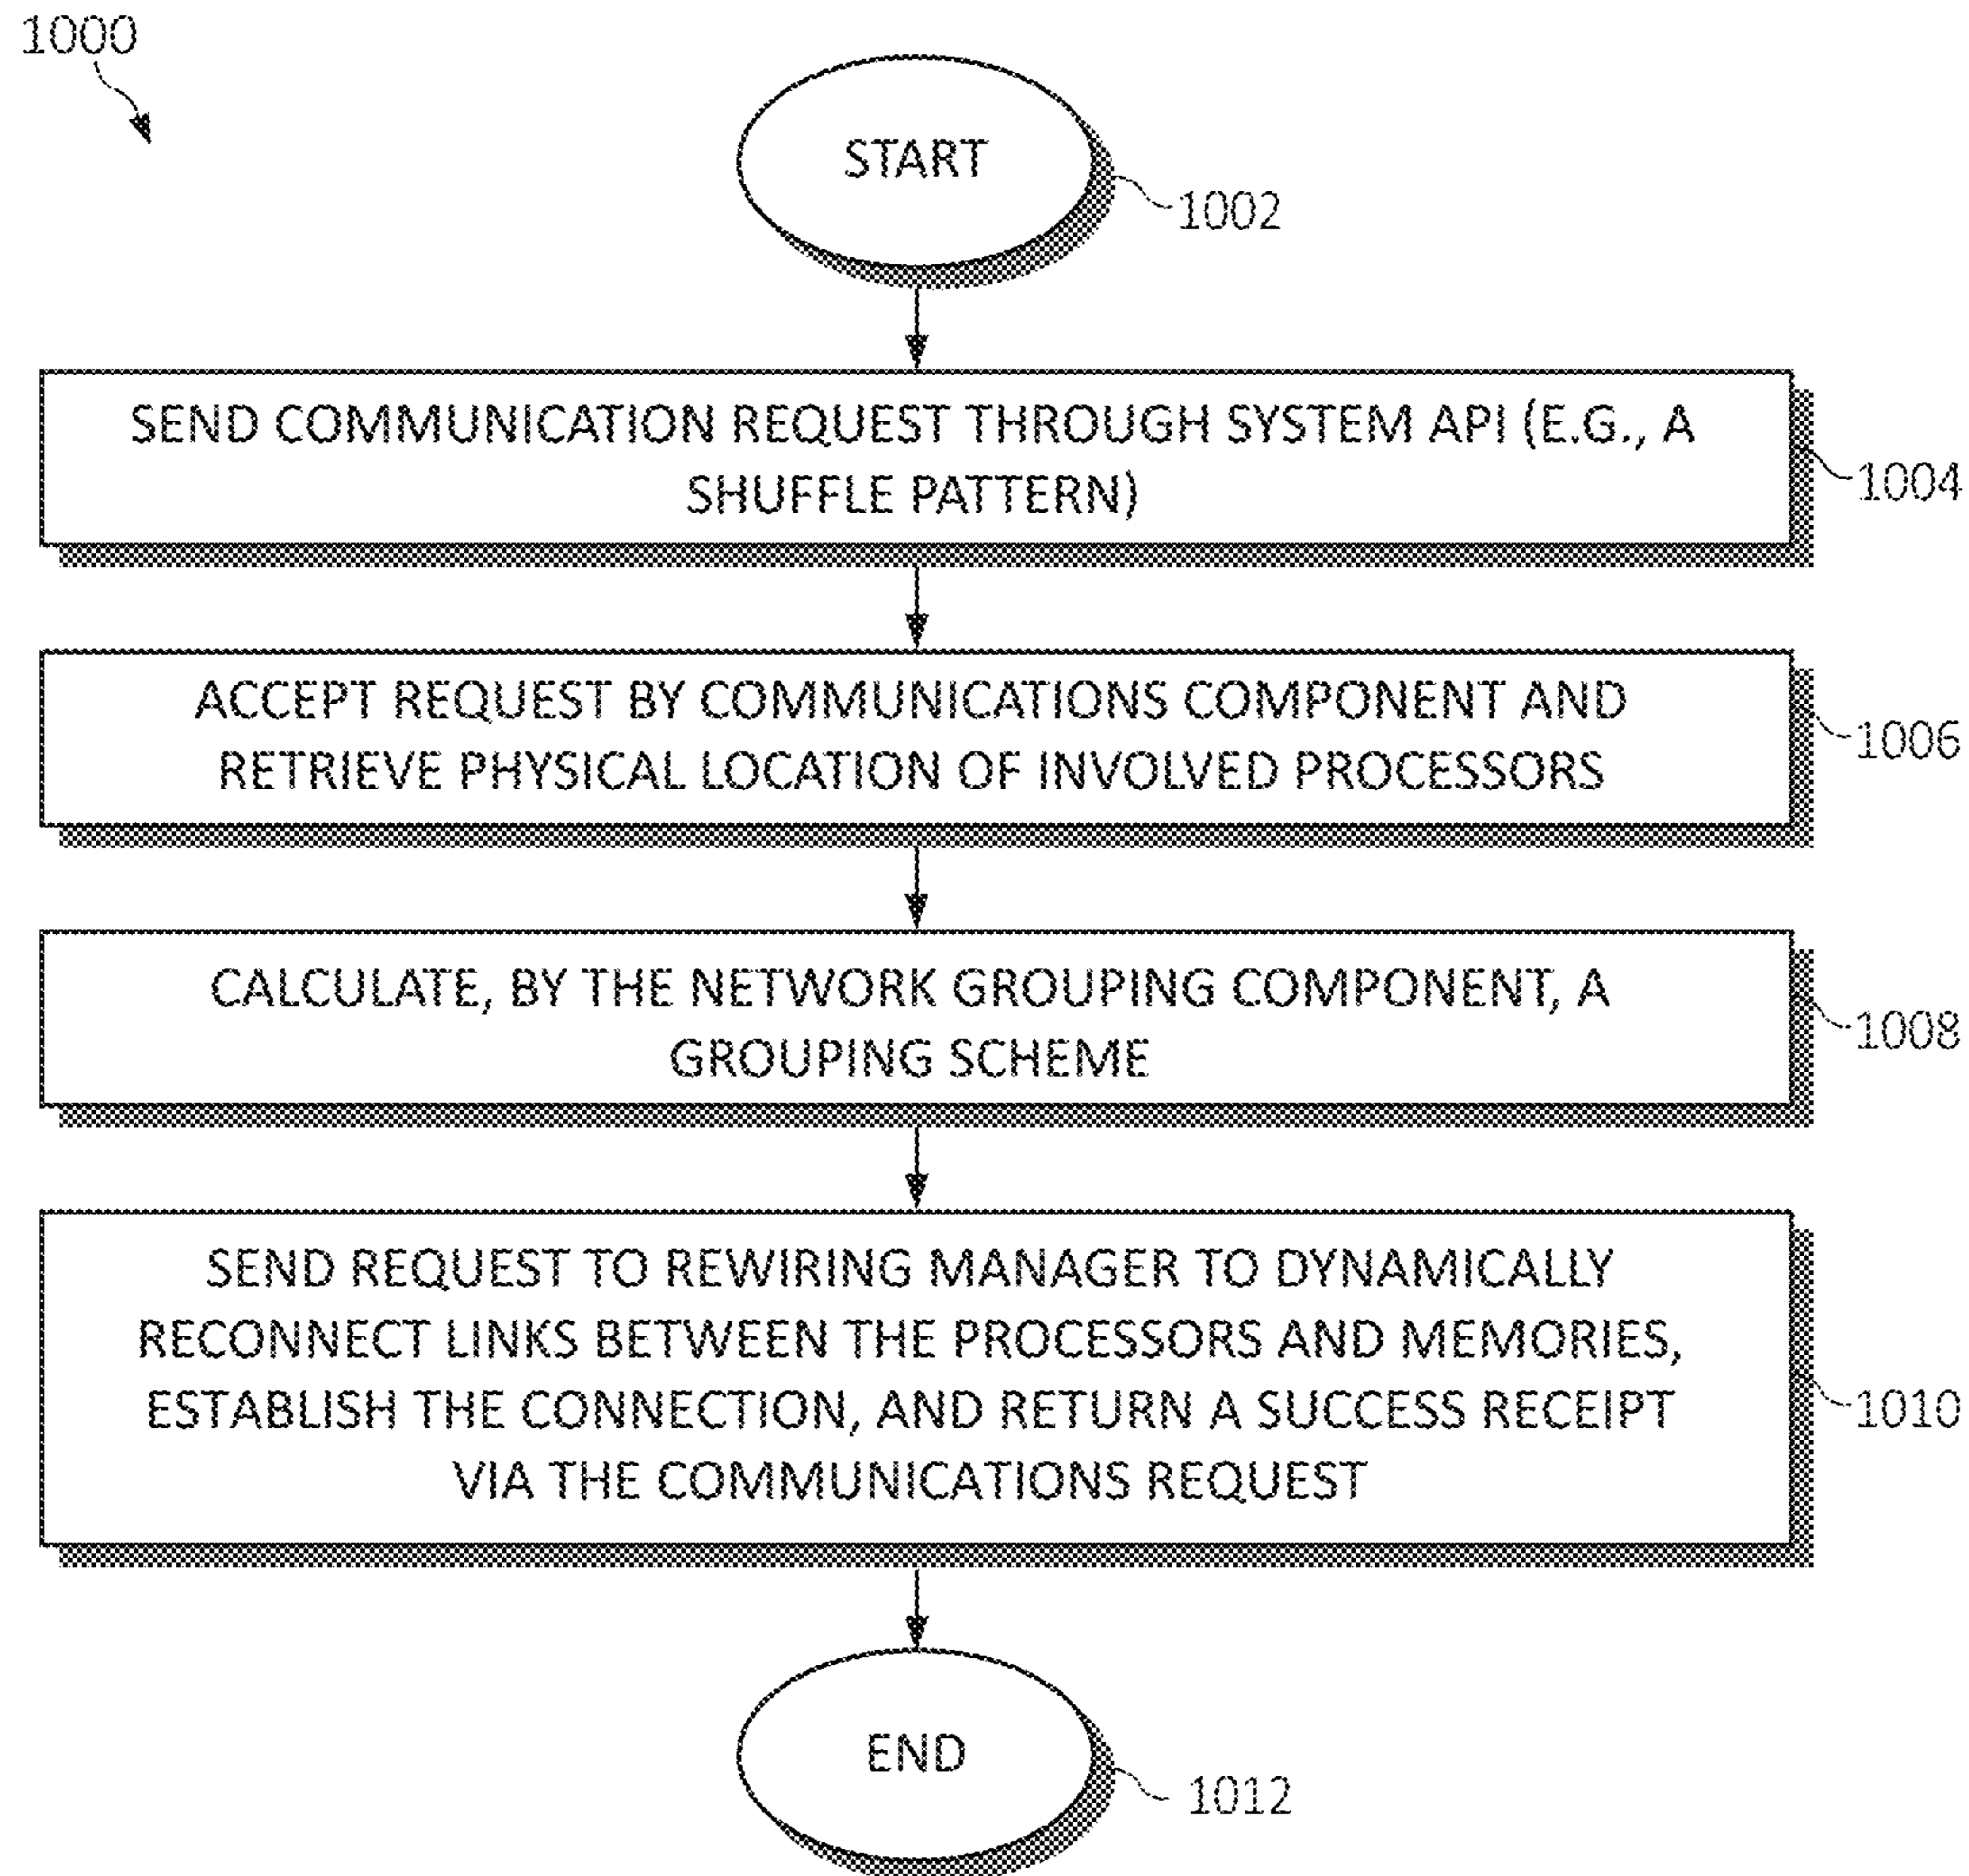 1000
START
1002
SEND COMMUNICATION REQUEST THROUGH SYSTEM API (E.G., A
SHUFFLE PATTERN)
1004
ACCEPT REQUEST BY COMMUNICATIONS COMPONENT AND
RETRIEVE PHYSICAL LOCATION OF INVOLVED PROCESSORS
1006
CALCULATE, BY THE NETWORK GROUPING COMPONENT, A
GROUPING SCHEME
1008
SEND REQUEST TO REWIRING MANAGER TO DYNAMICALLY
RECONNECT LINKS BETWEEN THE PROCESSORS AND MEMORIES,
ESTABLISH THE CONNECTION, AND RETURN A SUCCESS RECEIPT
VIA THE COMMUNICATIONS REQUEST
1010
END
1012